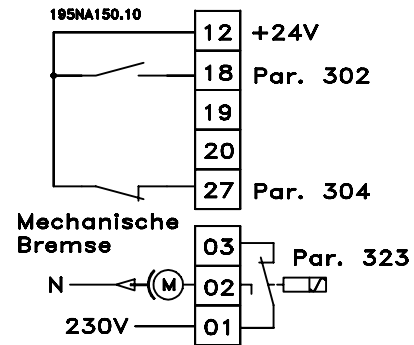 195NA150.10
12 +24V
18 Par. 302
19
20
27 Par. 304
Mechanische
Bremse
03
Par. 323
N M 02
230V 01